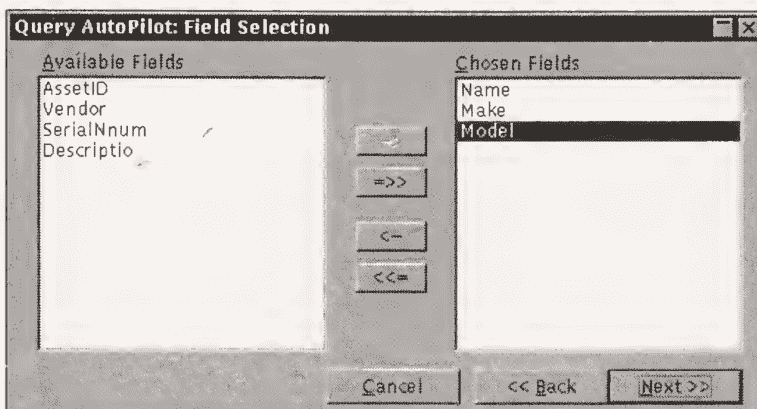 Query AutoPilot: Field Selection
Available Fields
AssetID
Vendor
SerialNnum
Descriptio
=>>
<-
<<=
Chosen Fields
Name
Make
Model
Cancel
<< Back
Next >>